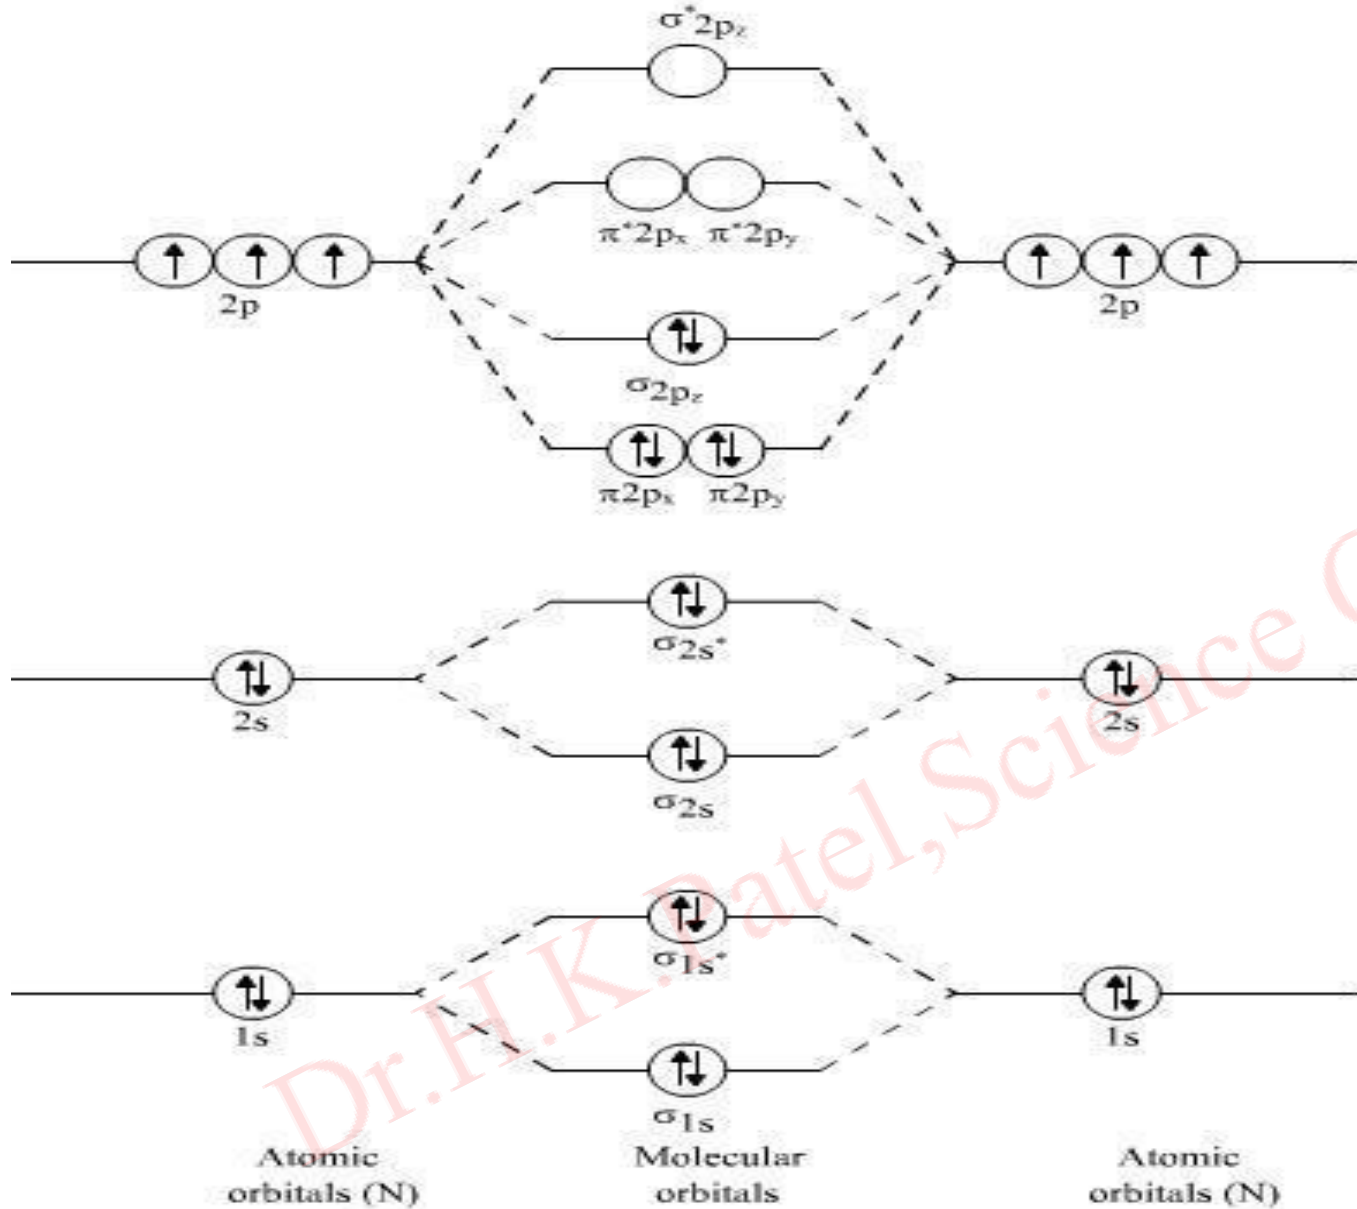 σ*2pz
π*2px π*2py
2p 2p
σ2pz
π2px π2py
σ2s*
2s 2s
σ2s
σ1s*
1s 1s
σ1s
Atomic orbitals (N)
Molecular orbitals
Atomic orbitals (N)
Dr.H.K.Patel,Science